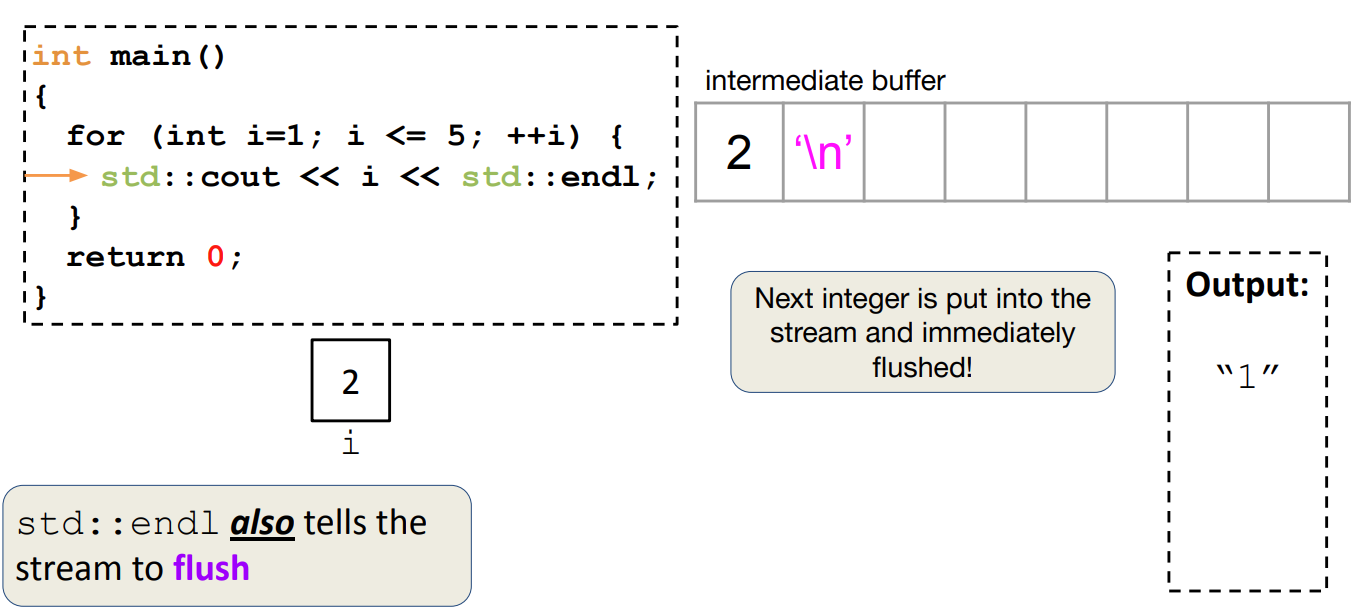 int main()
{
for (int i=1; i <= 5; ++i) {
std::cout << i << std::endl;
}
return 0;
}
2
i
std::endl also tells the
stream to flush
intermediate buffer
2 ‘\n’
Next integer is put into the
stream and immediately
flushed!
Output:
“1”